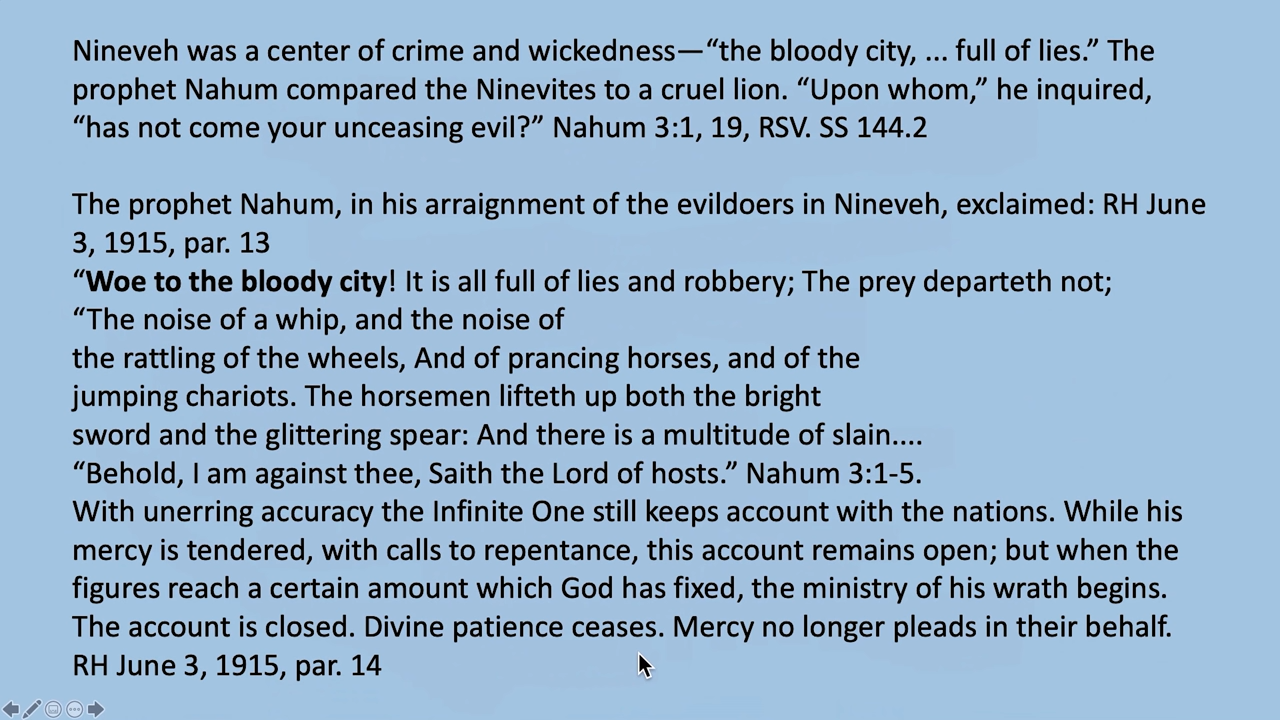 Nineveh was a center of crime and wickedness—“the bloody city, ... full of lies.” The
prophet Nahum compared the Ninevites to a cruel lion. “Upon whom,” he inquired,
“has not come your unceasing evil?” Nahum 3:1, 19, RSV. SS 144.2
The prophet Nahum, in his arraignment of the evildoers in Nineveh, exclaimed: RH June
3, 1915, par. 13
“Woe to the bloody city! It is all full of lies and robbery; The prey departeth not;
“The noise of a whip, and the noise of
the rattling of the wheels, And of prancing horses, and of the
jumping chariots. The horsemen lifteth up both the bright
sword and the glittering spear: And there is a multitude of slain....
“Behold, I am against thee, Saith the Lord of hosts.” Nahum 3:1-5.
With unerring accuracy the Infinite One still keeps account with the nations. While his
mercy is tendered, with calls to repentance, this account remains open; but when the
figures reach a certain amount which God has fixed, the ministry of his wrath begins.
The account is closed. Divine patience ceases. Mercy no longer pleads in their behalf.
RH June 3, 1915, par. 14